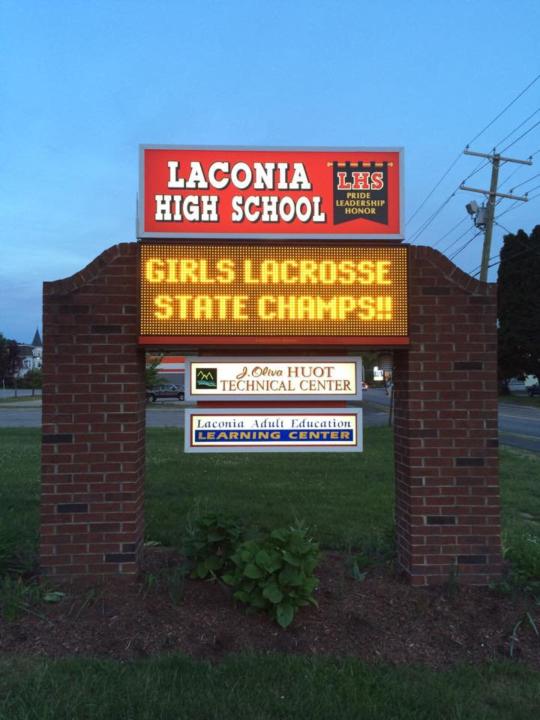 LACONIA
HIGH SCHOOL
LHS
PRIDE
LEADERSHIP
HONOR
GIRLS LACROSSE
STATE CHAMPS!!
J. Oliva HUOT
TECHNICAL CENTER
Laconia Adult Education
LEARNING CENTER